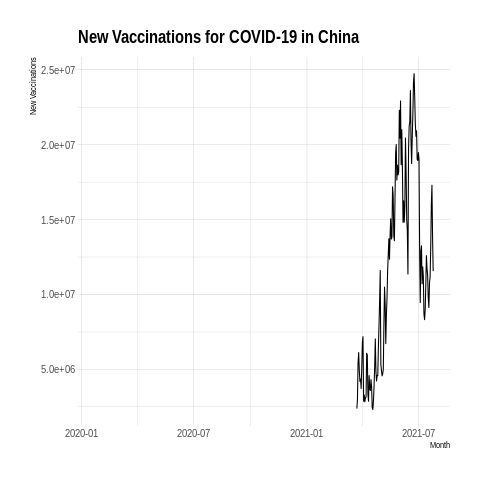 New Vaccinations for COVID-19 in China
New Vaccinations
2.5e+07
2.0e+07
1.5e+07
1.0e+07
5.0e+06
2020-01
2020-07
2021-01
2021-07
Month